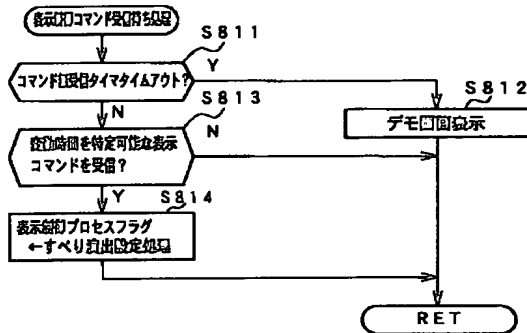 表示制御コマンド受信待ち処理
S811
コマンド未受信タイマタイムアウト?
Y
N
S813
S812
変動時間を特定可能な表示
コマンドを受信?
N
デモ画面表示
Y
S814
表示制御プロセスフラグ
←すべり演出設定処理
RET